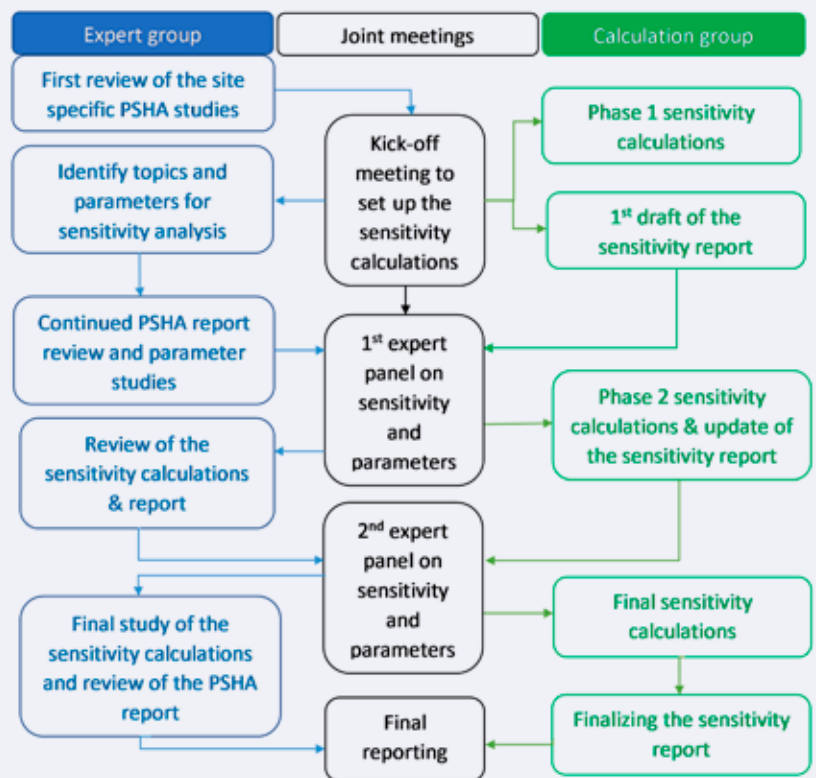 Expert group
Joint meetings
Calculation group
First review of the site
specific PSHA studies
Kick-off
meeting to
set up the
sensitivity
calculations
Phase 1 sensitivity
calculations
Identify topics and
parameters for
sensitivity analysis
1st draft of the
sensitivity report
Continued PSHA report
review and parameter
studies
1st expert
panel on
sensitivity
and
parameters
Phase 2 sensitivity
calculations & update of
the sensitivity report
Review of the
sensitivity calculations
& report
2nd expert
panel on
sensitivity
and
parameters
Final study of the
sensitivity calculations
and review of the PSHA
report
Final sensitivity
calculations
Final
reporting
Finalizing the sensitivity
report